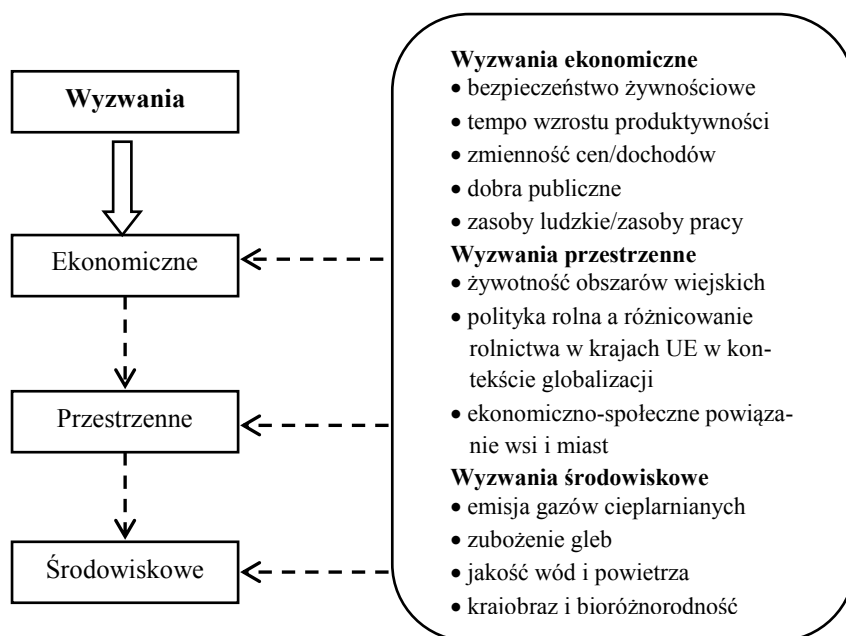 Wyzwania
Ekonomiczne
Przestrzenne
Środowiskowe
Wyzwania ekonomiczne
• bezpieczeństwo żywnościowe
• tempo wzrostu produktywności
• zmienność cen/dochodów
• dobra publiczne
• zasoby ludzkie/zasoby pracy
Wyzwania przestrzenne
• żywotność obszarów wiejskich
• polityka rolna a różnicowanie
rolnictwa w krajach UE w kon-
tekście globalizacji
• ekonomiczno-społeczne powiąza-
nie wsi i miast
Wyzwania środowiskowe
• emisja gazów cieplarnianych
• zubożenie gleb
• jakość wód i powietrza
• krajobraz i bioróżnorodność